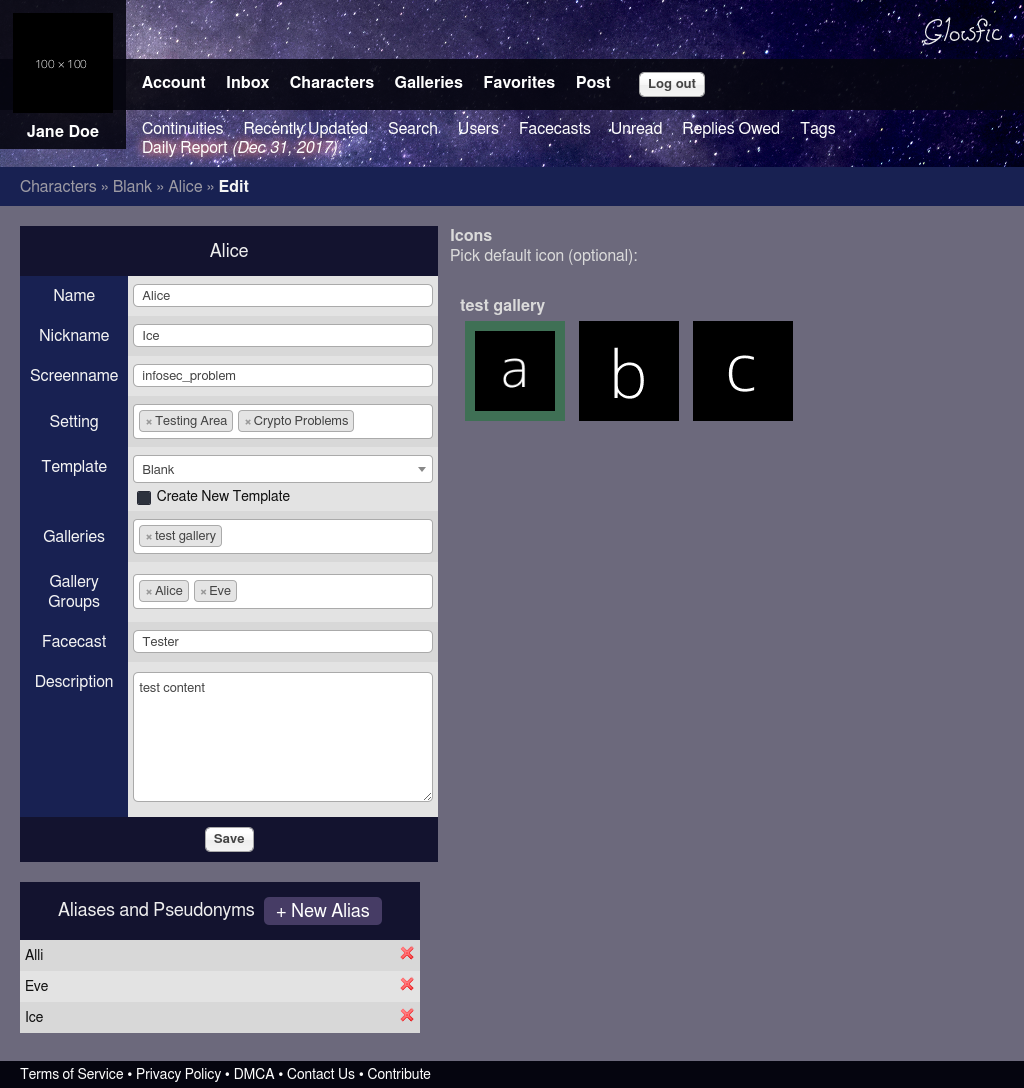 Glowfic
100 × 100
Account Inbox Characters Galleries Favorites Post Log out
Jane Doe
Continuities Recently Updated Search Users Facecasts Unread Replies Owed Tags
Daily Report (Dec 31, 2017)
Characters » Blank » Alice » Edit
Alice
Name Alice
Nickname Ice
Screenname infosec_problem
Setting × Testing Area × Crypto Problems
Template Blank
Create New Template
Galleries × test gallery
Gallery Groups × Alice × Eve
Facecast Tester
Description test content
Save
Icons
Pick default icon (optional):
test gallery
a b c
Aliases and Pseudonyms + New Alias
Alli
Eve
Ice
Terms of Service • Privacy Policy • DMCA • Contact Us • Contribute